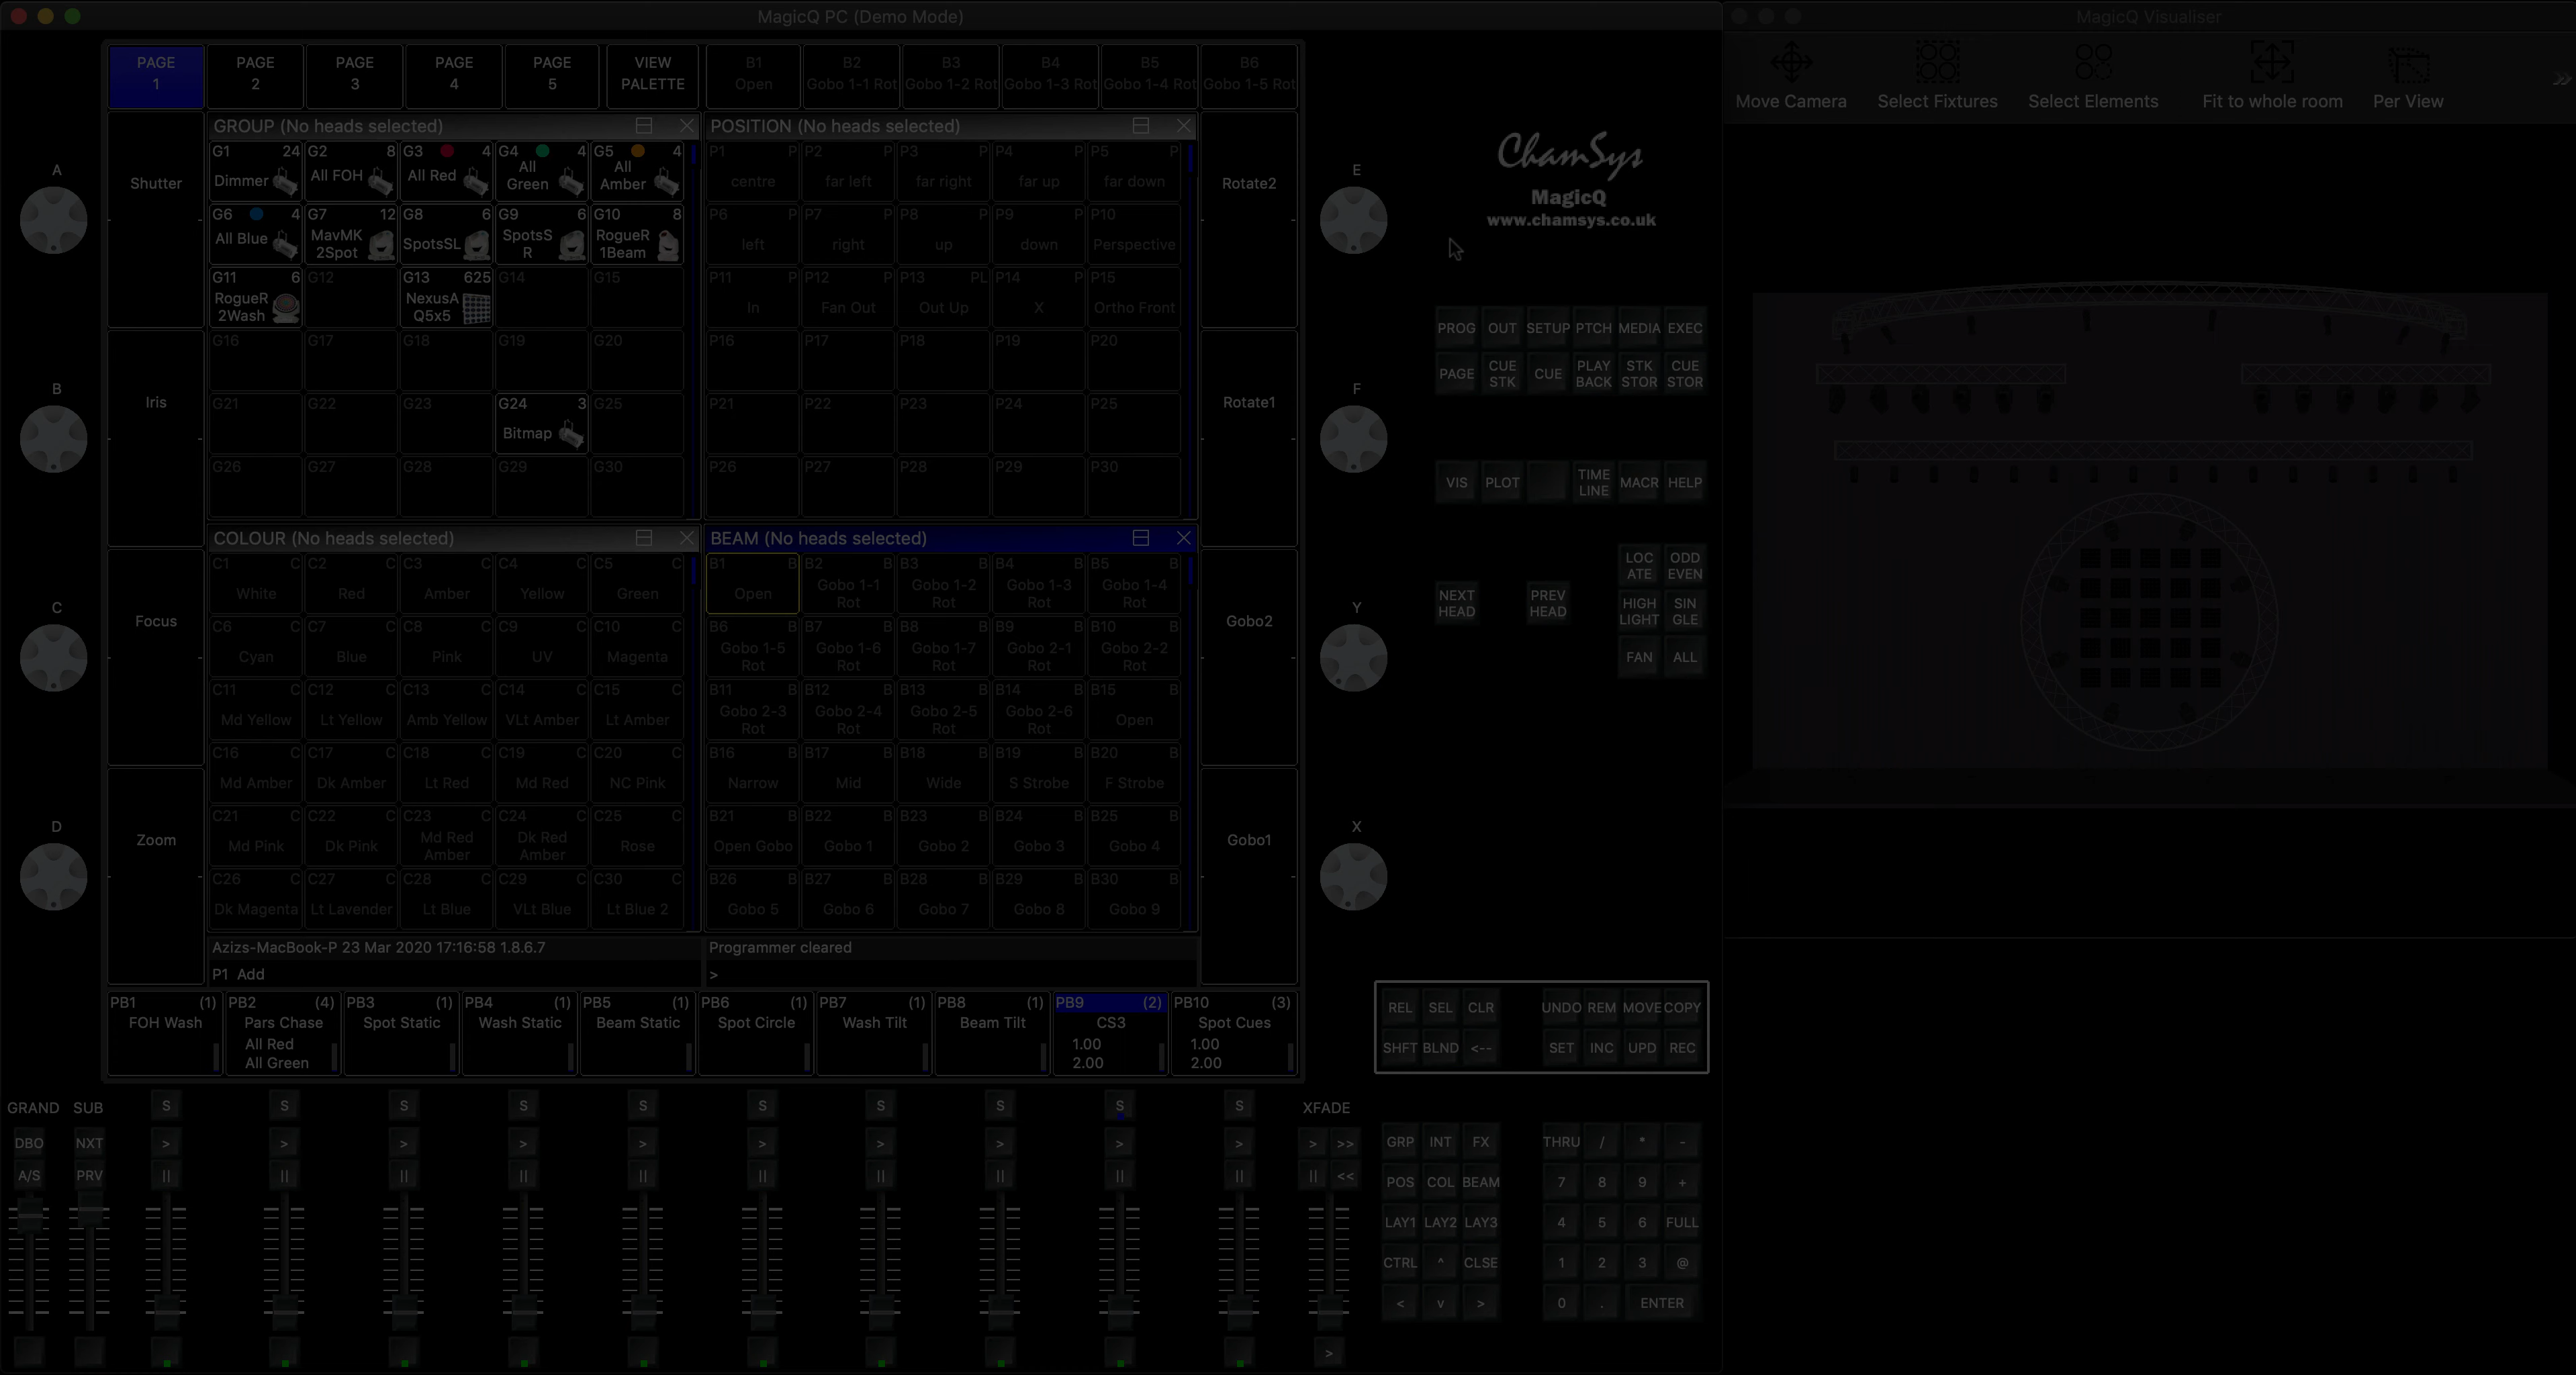 MagicQ PC (Demo Mode)
MagicQ Visualiser
PAGE 1
PAGE 2
PAGE 3
PAGE 4
PAGE 5
VIEW PALETTE
B1 Open
B2 Gobo 1-1 Rot
B3 Gobo 1-2 Rot
B4 Gobo 1-3 Rot
B5 Gobo 1-4 Rot
B6 Gobo 1-5 Rot
Move Camera
Select Fixtures
Select Elements
Fit to whole room
Per View
A
B
C
D
Shutter
Iris
Focus
Zoom
GROUP (No heads selected)
G1 24 Dimmer
G2 8 All FOH
G3 4 All Red
G4 4 All Green
G5 4 All Amber
G6 4 All Blue
G7 12 MavMK 2Spot
G8 6 SpotsSL
G9 6 SpotsS R
G10 8 RogueR 1Beam
G11 6 RogueR 2Wash
G12
G13 625 NexusA Q5x5
G14
G15
G16
G17
G18
G19
G20
G21
G22
G23
G24 3 Bitmap
G25
G26
G27
G28
G29
G30
POSITION (No heads selected)
P1 P centre
P2 P far left
P3 P far right
P4 P far up
P5 P far down
P6 P left
P7 P right
P8 P up
P9 P down
P10 Perspective
P11 P In
P12 P Fan Out
P13 PL Out Up
P14 P X
P15 Ortho Front
P16
P17
P18
P19
P20
P21
P22
P23
P24
P25
P26
P27
P28
P29
P30
COLOUR (No heads selected)
C1 C White
C2 C Red
C3 C Amber
C4 C Yellow
C5 C Green
C6 C Cyan
C7 C Blue
C8 C Pink
C9 C UV
C10 C Magenta
C11 C Md Yellow
C12 C Lt Yellow
C13 C Amb Yellow
C14 C VLt Amber
C15 C Lt Amber
C16 C Md Amber
C17 C Dk Amber
C18 C Lt Red
C19 C Md Red
C20 C NC Pink
C21 C Md Pink
C22 C Dk Pink
C23 C Md Red Amber
C24 C Dk Red Amber
C25 C Rose
C26 C Dk Magenta
C27 C Lt Lavender
C28 C Lt Blue
C29 C VLt Blue
C30 C Lt Blue 2
BEAM (No heads selected)
B1 B Open
B2 B Gobo 1-1 Rot
B3 B Gobo 1-2 Rot
B4 B Gobo 1-3 Rot
B5 B Gobo 1-4 Rot
B6 B Gobo 1-5 Rot
B7 B Gobo 1-6 Rot
B8 B Gobo 1-7 Rot
B9 B Gobo 2-1 Rot
B10 B Gobo 2-2 Rot
B11 B Gobo 2-3 Rot
B12 B Gobo 2-4 Rot
B13 B Gobo 2-5 Rot
B14 B Gobo 2-6 Rot
B15 B Open
B16 B Narrow
B17 B Mid
B18 B Wide
B19 B S Strobe
B20 B F Strobe
B21 B Open Gobo
B22 B Gobo 1
B23 B Gobo 2
B24 B Gobo 3
B25 B Gobo 4
B26 B Gobo 5
B27 B Gobo 6
B28 B Gobo 7
B29 B Gobo 8
B30 B Gobo 9
Rotate2
Rotate1
Gobo2
Gobo1
E
F
Y
X
ChamSys
MagicQ
www.chamsys.co.uk
PROG OUT SETUP PTCH MEDIA EXEC
PAGE CUE STK CUE PLAY BACK STK STOR CUE STOR
VIS PLOT TIME LINE MACR HELP
LOC ATE ODD EVEN
NEXT HEAD PREV HEAD HIGH LIGHT SIN GLE
FAN ALL
Azizs-MacBook-P 23 Mar 2020 17:16:58 1.8.6.7
Programmer cleared
P1 Add
>
PB1 (1) FOH Wash
PB2 (4) Pars Chase All Red All Green
PB3 (1) Spot Static
PB4 (1) Wash Static
PB5 (1) Beam Static
PB6 (1) Spot Circle
PB7 (1) Wash Tilt
PB8 (1) Beam Tilt
PB9 (2) CS3 1.00 2.00
PB10 (3) Spot Cues 1.00 2.00
REL SEL CLR UNDO REM MOVE COPY
SHFT BLND <-- SET INC UPD REC
GRAND SUB S S S S S S S S S S XFADE
DBO NXT > > > > > > > > > > > >>
A/S PRV || || || || || || || || || || || <<
GRP INT FX THRU / * -
POS COL BEAM 7 8 9 +
LAY1 LAY2 LAY3 4 5 6 FULL
CTRL ^ CLSE 1 2 3 @
< v > 0 . ENTER
>